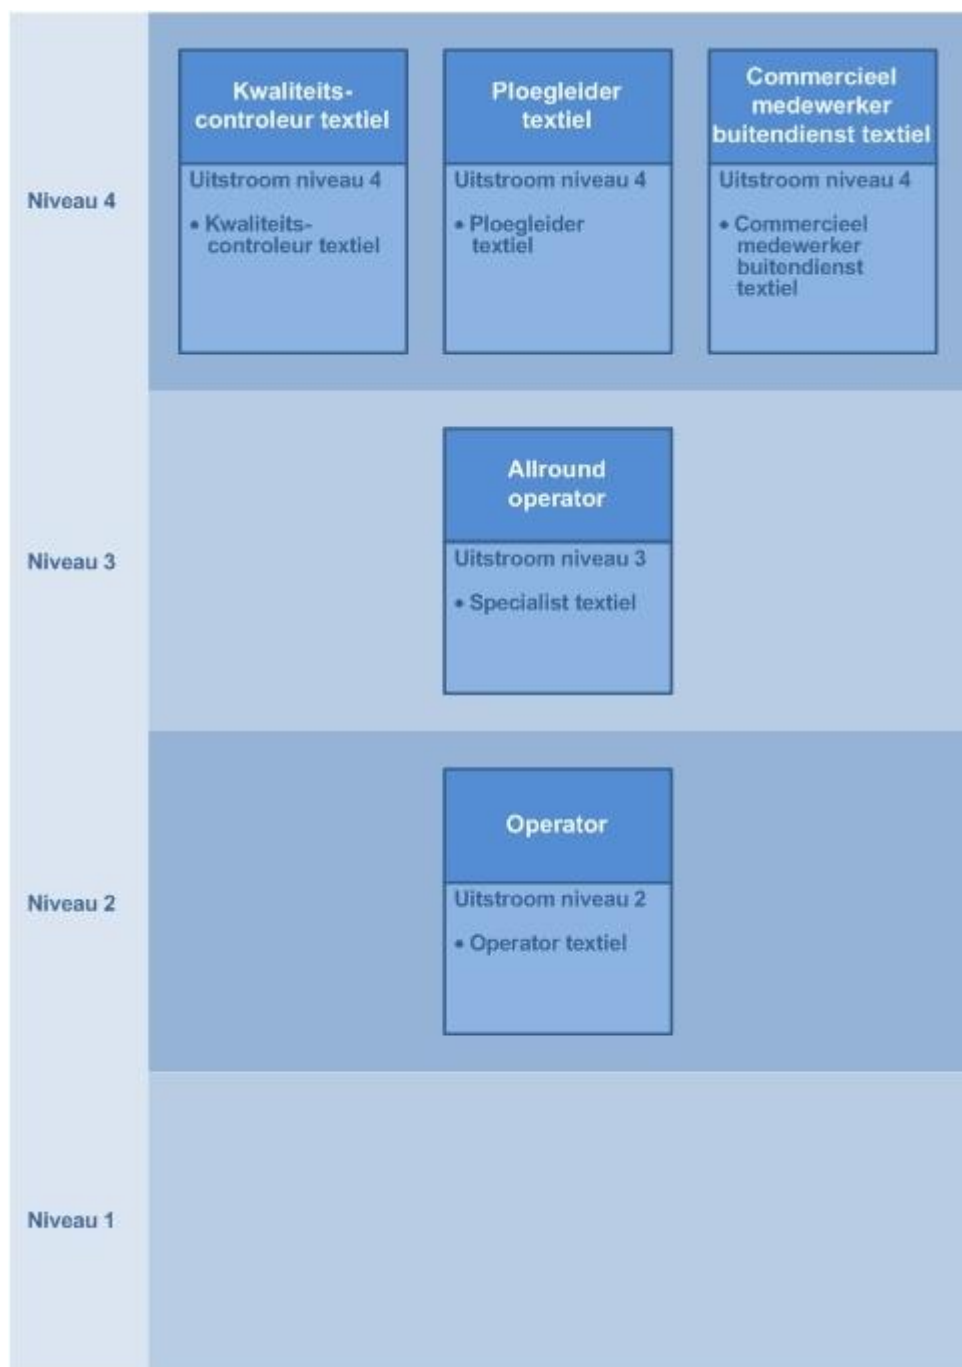 Niveau 4
Kwaliteits-
controleur textiel
Uitstroom niveau 4
• Kwaliteits-
controleur textiel
Ploegleider
textiel
Uitstroom niveau 4
• Ploegleider
textiel
Commercieel
medewerker
buitendienst textiel
Uitstroom niveau 4
• Commercieel
medewerker
buitendienst
textiel
Niveau 3
Allround
operator
Uitstroom niveau 3
• Specialist textiel
Niveau 2
Operator
Uitstroom niveau 2
• Operator textiel
Niveau 1